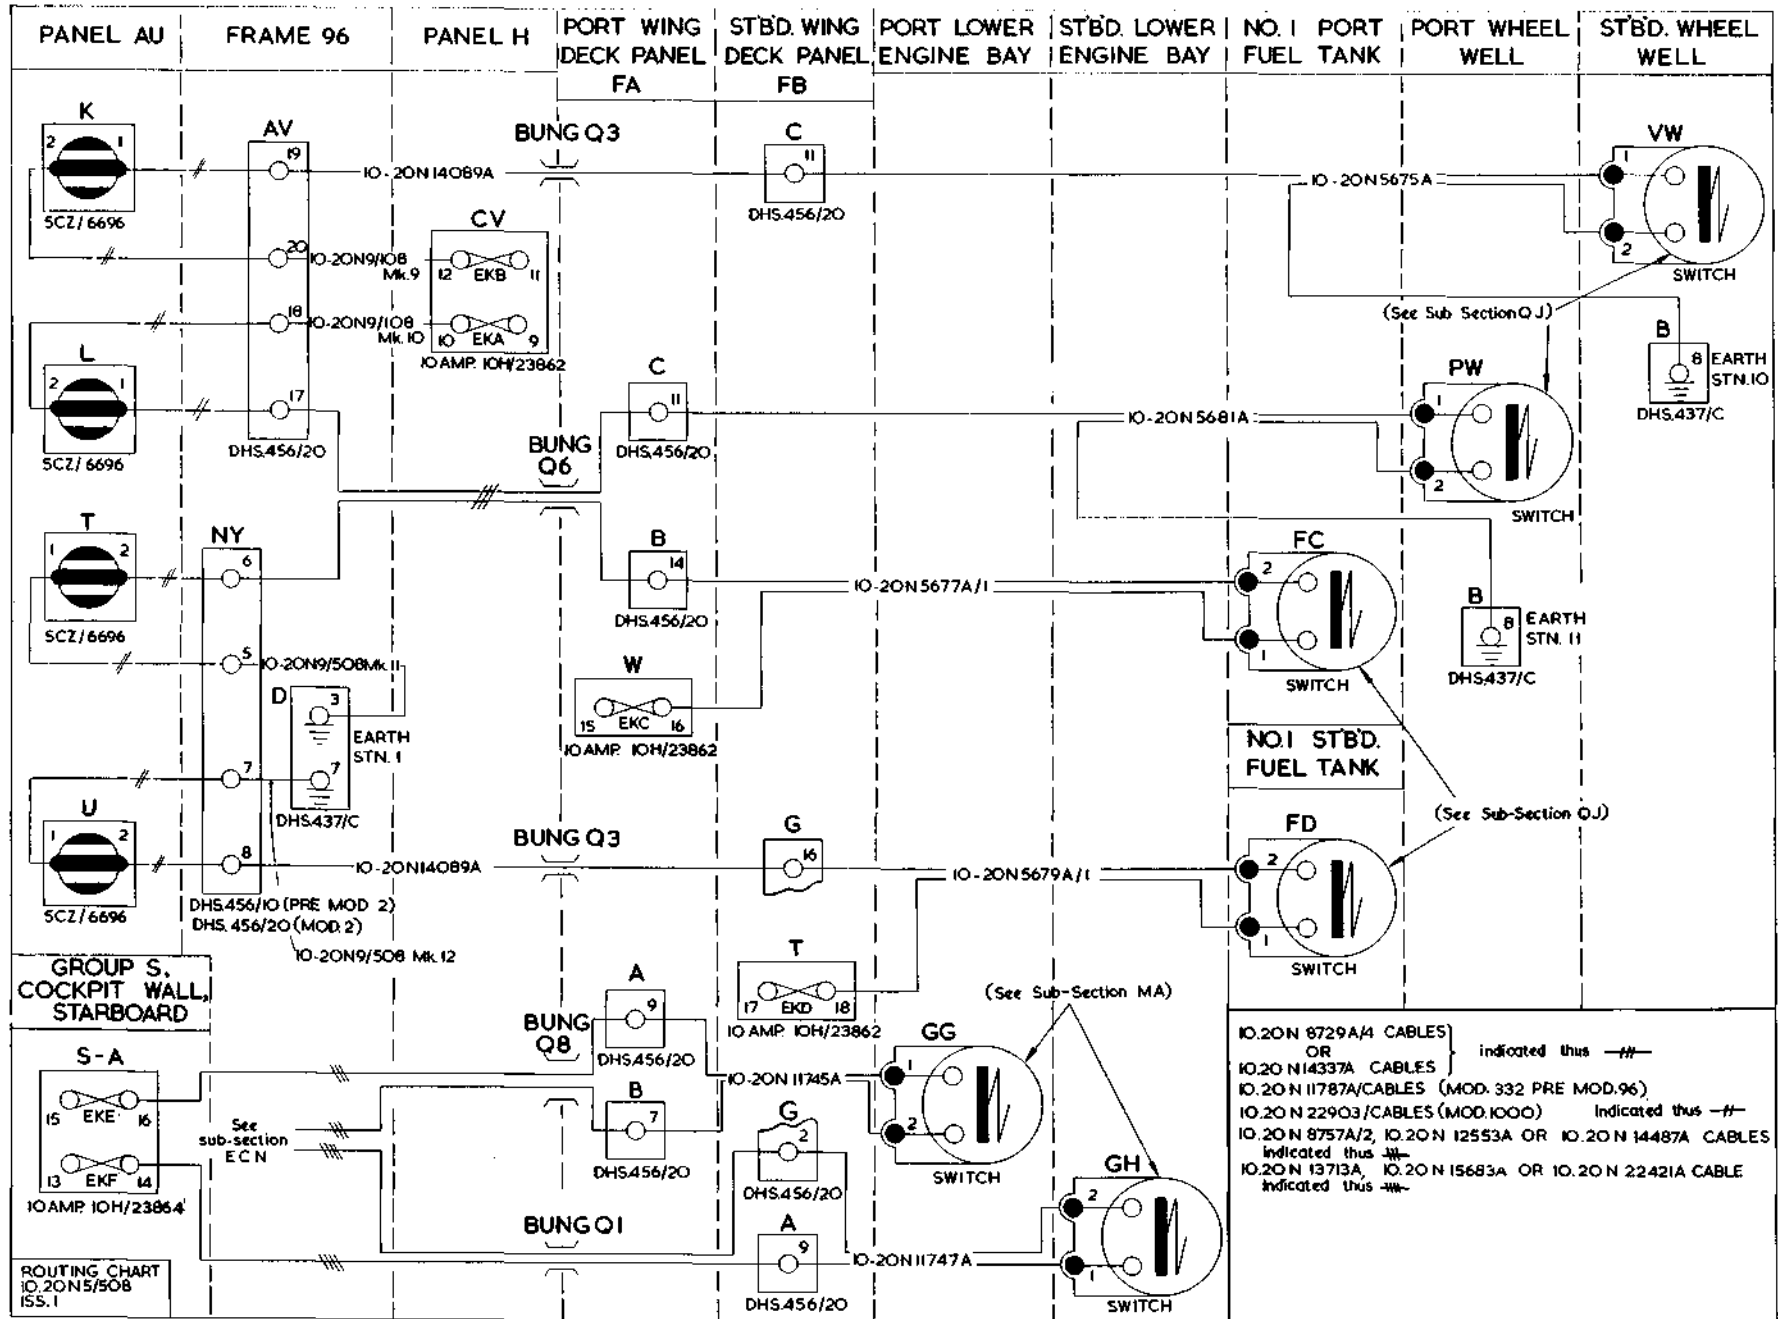 PANEL AU
FRAME 96
PANEL H
PORT WING
DECK PANEL
STB'D. WING
DECK PANEL
PORT LOWER
ENGINE BAY
STB'D. LOWER
ENGINE BAY
NO. 1 PORT
FUEL TANK
PORT WHEEL
WELL
STB'D. WHEEL
WELL
FA
FB
K
2 1
5CZ/6696
AV
19
10-20N14089A
BUNG Q3
C
11
DHS.456/20
10-20N5675A
VW
1
2
SWITCH
20
10-20N9/108
Mk.9
CV
12 EKB 11
18
10-20N9/108
Mk.10
10 EKA 9
10 AMP. 10H/23862
(See Sub Section QJ)
B
8 EARTH
STN.10
DHS.437/C
L
2 1
5CZ/6696
17
DHS.456/20
C
11
DHS.456/20
BUNG
Q6
10-20N5681A
PW
1
2
SWITCH
T
1 2
5CZ/6696
NY
6
B
14
DHS.456/20
10-20N5677A/1
FC
2
1
SWITCH
B
8 EARTH
STN. 11
DHS.437/C
5
10-20N9/508Mk.11
D
3
EARTH
STN. 1
7
DHS.437/C
W
15 EKC 16
10 AMP. 10H/23862
NO.1 STB'D.
FUEL TANK
7
U
1 2
5CZ/6696
8
10-20N14089A
BUNG Q3
G
16
10-20N5679A/1
FD
2
1
SWITCH
(See Sub-Section QJ)
DHS.456/10 (PRE MOD 2)
DHS. 456/20 (MOD. 2)
10-20N9/508 Mk.12
GROUP S,
COCKPIT WALL,
STARBOARD
T
17 EKD 18
10 AMP. 10H/23862
(See Sub-Section MA)
S-A
15 EKE 16
13 EKF 14
10 AMP. 10H/23864
BUNG
Q8
A
9
DHS.456/20
10-20N11745A
GG
1
2
SWITCH
See
sub-section
ECN
B
7
DHS.456/20
G
2
DHS.456/20
BUNG Q1
A
9
DHS.456/20
10-20N11747A
GH
2
1
SWITCH
ROUTING CHART
10.20N5/508
ISS. 1
10.20N 8729A/4 CABLES
OR
10.20 N14337A CABLES
indicated thus
10.20N 11787A/CABLES (MOD. 332 PRE MOD.96)
10.20N 22903/CABLES (MOD.1000) Indicated thus
10.20N 8757A/2, 10.20N 12553A OR 10.20N 14487A CABLES
Indicated thus
10.20N 13713A, 10.20N 15683A OR 10.20N 22421A CABLE
Indicated thus